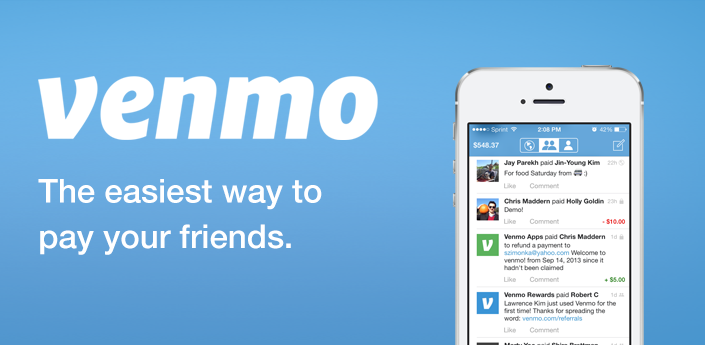 venmo
The easiest way to
pay your friends.
Sprint 2:08 PM 42%
$548.37
Jay Parekh paid Jin-Young Kim 22h
For food Saturday from :)
Like Comment
Chris Maddern paid Holly Goldin 23h
Demo!
Like Comment - $10.00
Venmo Apps paid Chris Maddern 1d
to refund a payment to
szimonka@yahoo.com Welcome
to venmo! from Sep 14, 2013 since it
hadn't been claimed
Like Comment + $5.00
Venmo Rewards paid Robert C 1d
Lawrence Kim just used Venmo for the
first time! Thanks for spreading the
word: venmo.com/referrals
Like Comment